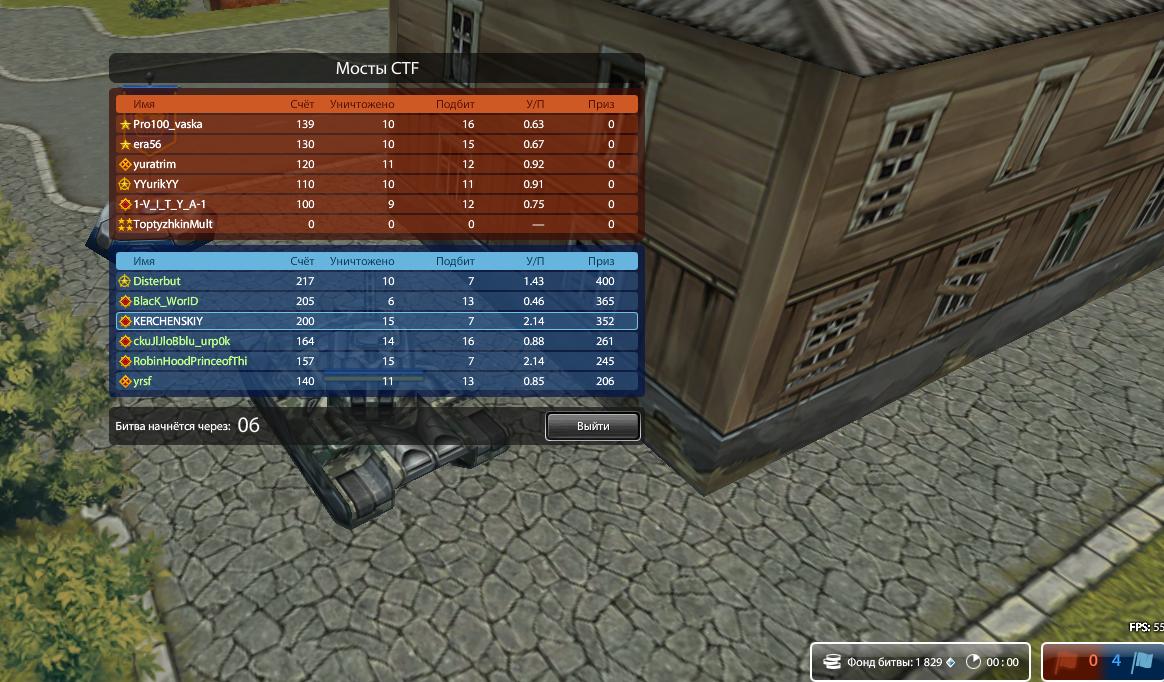 Мосты CTF
Имя Счёт Уничтожено Подбит У/П Приз
Pro100_vaska 139 10 16 0.63 0
era56 130 10 15 0.67 0
yuratrim 120 11 12 0.92 0
YYurikYY 110 10 11 0.91 0
1-V_I_T_Y_A-1 100 9 12 0.75 0
ToptyzhkinMult 0 0 0 — 0
Имя Счёт Уничтожено Подбит У/П Приз
Disterbut 217 10 7 1.43 400
BlacK_WorlD 205 6 13 0.46 365
KERCHENSKIY 200 15 7 2.14 352
ckuJlJloBblu_urp0k 164 14 16 0.88 261
RobinHoodPrinceofThi 157 15 7 2.14 245
yrsf 140 11 13 0.85 206
Битва начнётся через: 06 Выйти
FPS: 55
Фонд битвы: 1 829 00 : 00 0 4